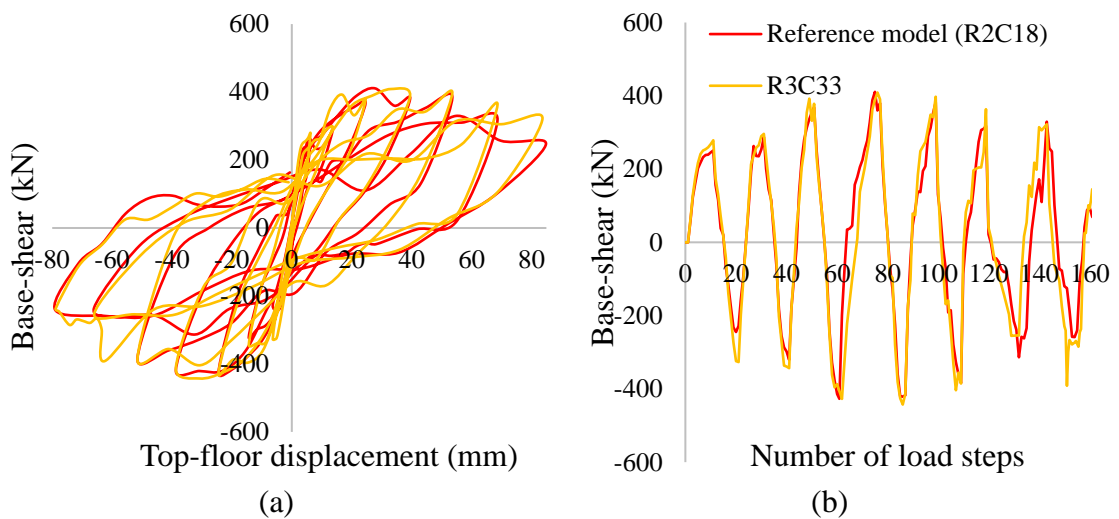 600
400
200
0
-200
-400
-600
-80 -60 -40 -20 0 20 40 60 80
Base-shear (kN)
Top-floor displacement (mm)
(a)
600
400
200
0
-200
-400
-600
0 20 40 60 80 100 120 140 160
Base-shear (kN)
Reference model (R2C18)
R3C33
Number of load steps
(b)